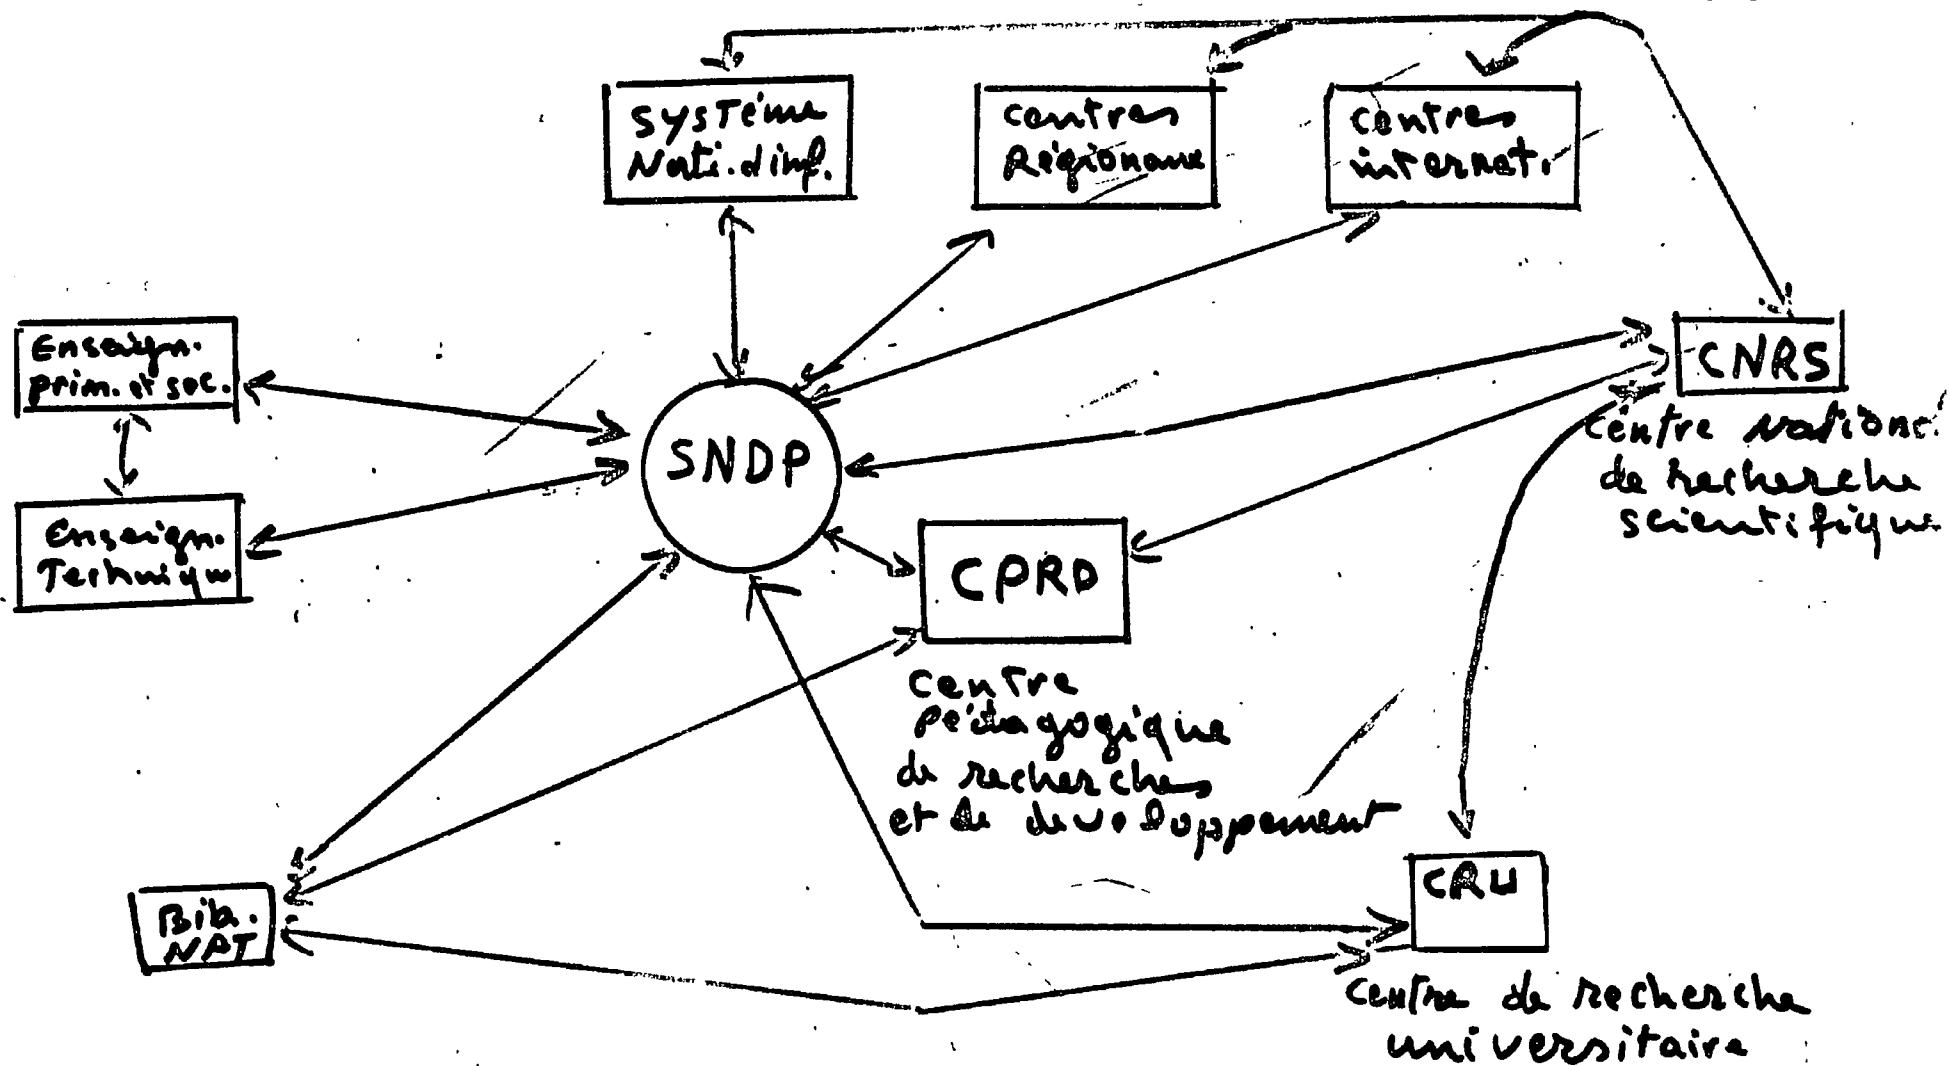 Système
Nati. d'inf.
centres
Régionaux
centres
internat.
Enseign.
prim. et sec.
CNRS
Centre National
de recherche
scientifique
SNDP
Enseign.
Technique
CPRD
Centre
pédagogique
de recherches
et de developpement
CRU
Bib.
NAT
Centre de recherche
universitaire